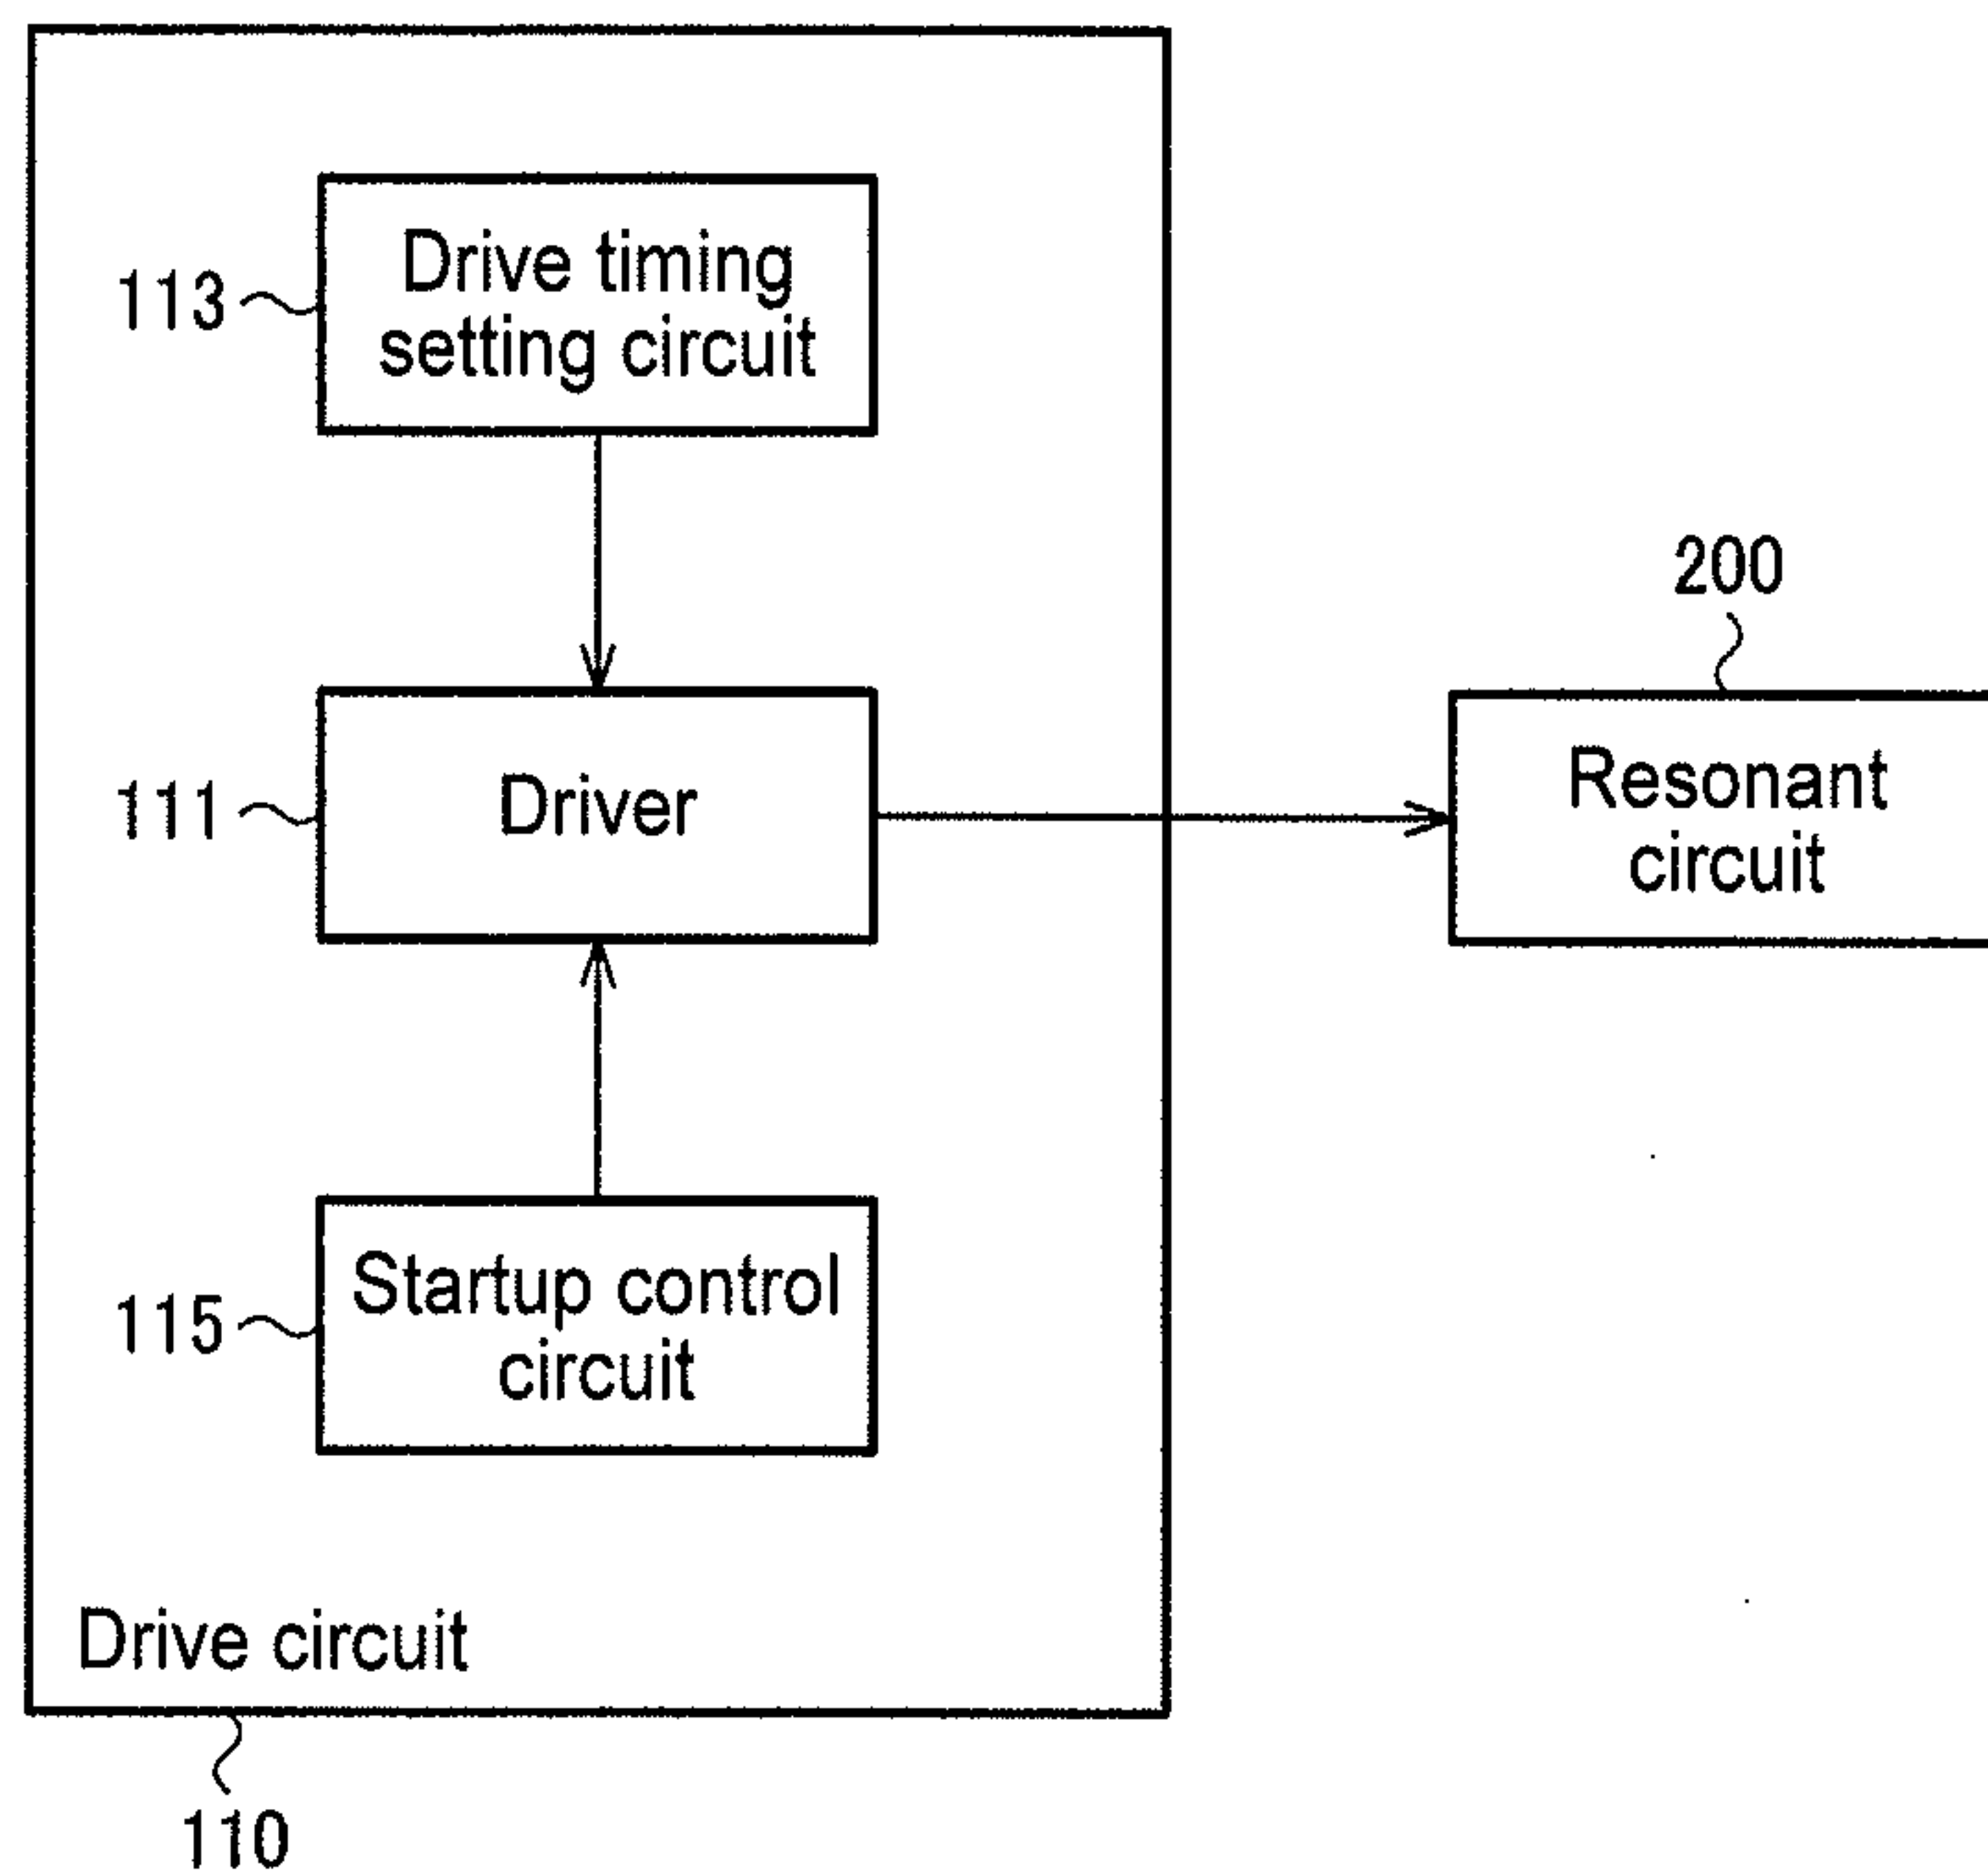 Drive timing
113
setting circuit
200
111
Driver
Resonant
circuit
115
Startup control
circuit
Drive circuit
110